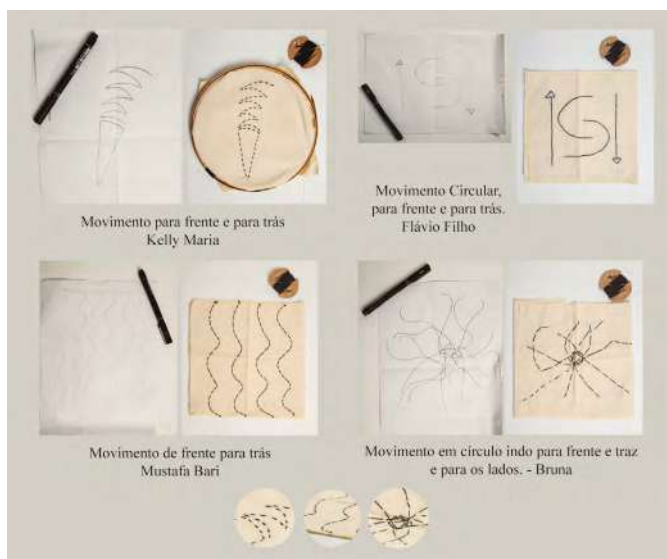 Movimento para frente e para trás
Kelly Maria
Movimento Circular,
para frente e para trás.
Flávio Filho
Movimento de frente para trás
Mustafa Bari
Movimento em círculo indo para frente e traz
e para os lados. - Bruna